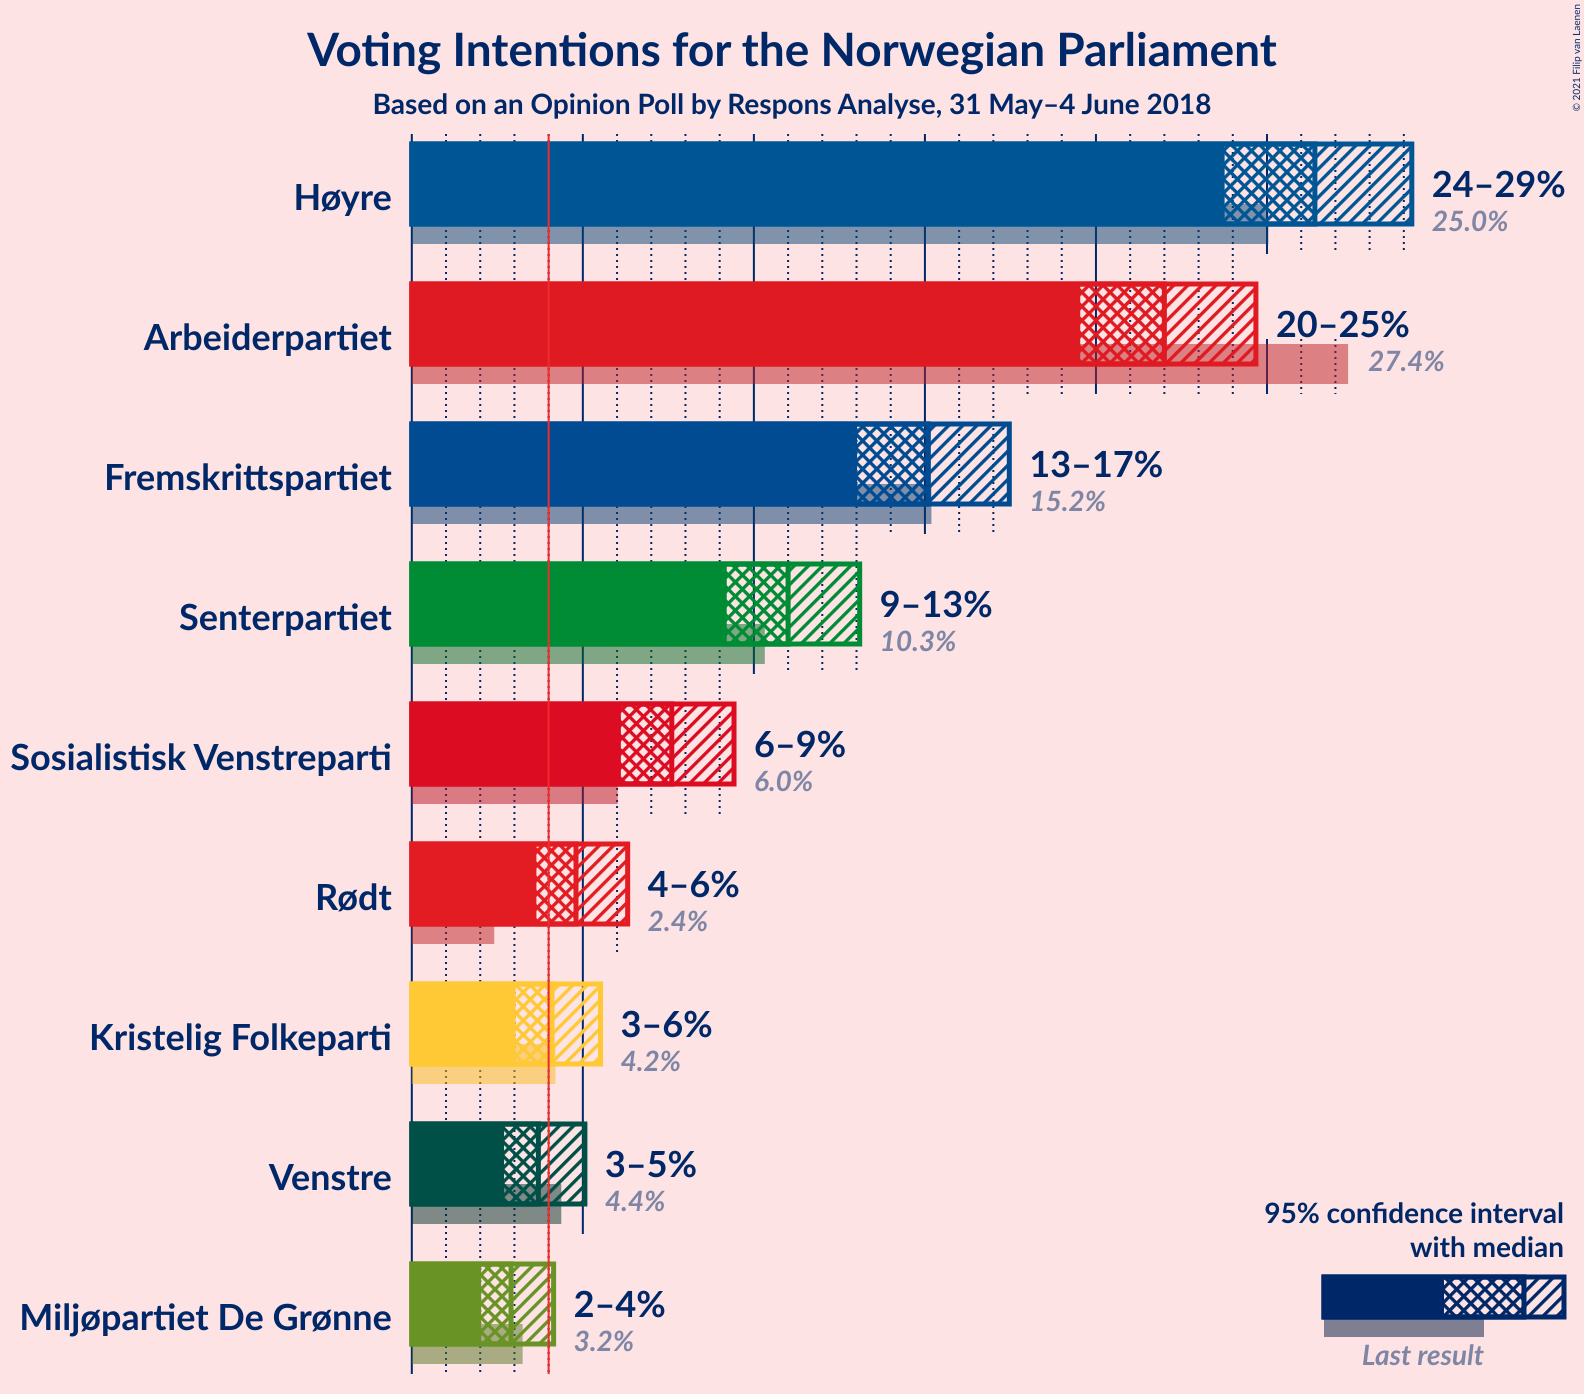 Voting Intentions for the Norwegian Parliament
Based on an Opinion Poll by Respons Analyse, 31 May–4 June 2018
© 2021 Filip van Laenen
Høyre
24–29%
25.0%
Arbeiderpartiet
20–25%
27.4%
Fremskrittspartiet
13–17%
15.2%
Senterpartiet
9–13%
10.3%
Sosialistisk Venstreparti
6–9%
6.0%
Rødt
4–6%
2.4%
Kristelig Folkeparti
3–6%
4.2%
Venstre
3–5%
4.4%
Miljøpartiet De Grønne
2–4%
3.2%
95% confidence interval
with median
Last result